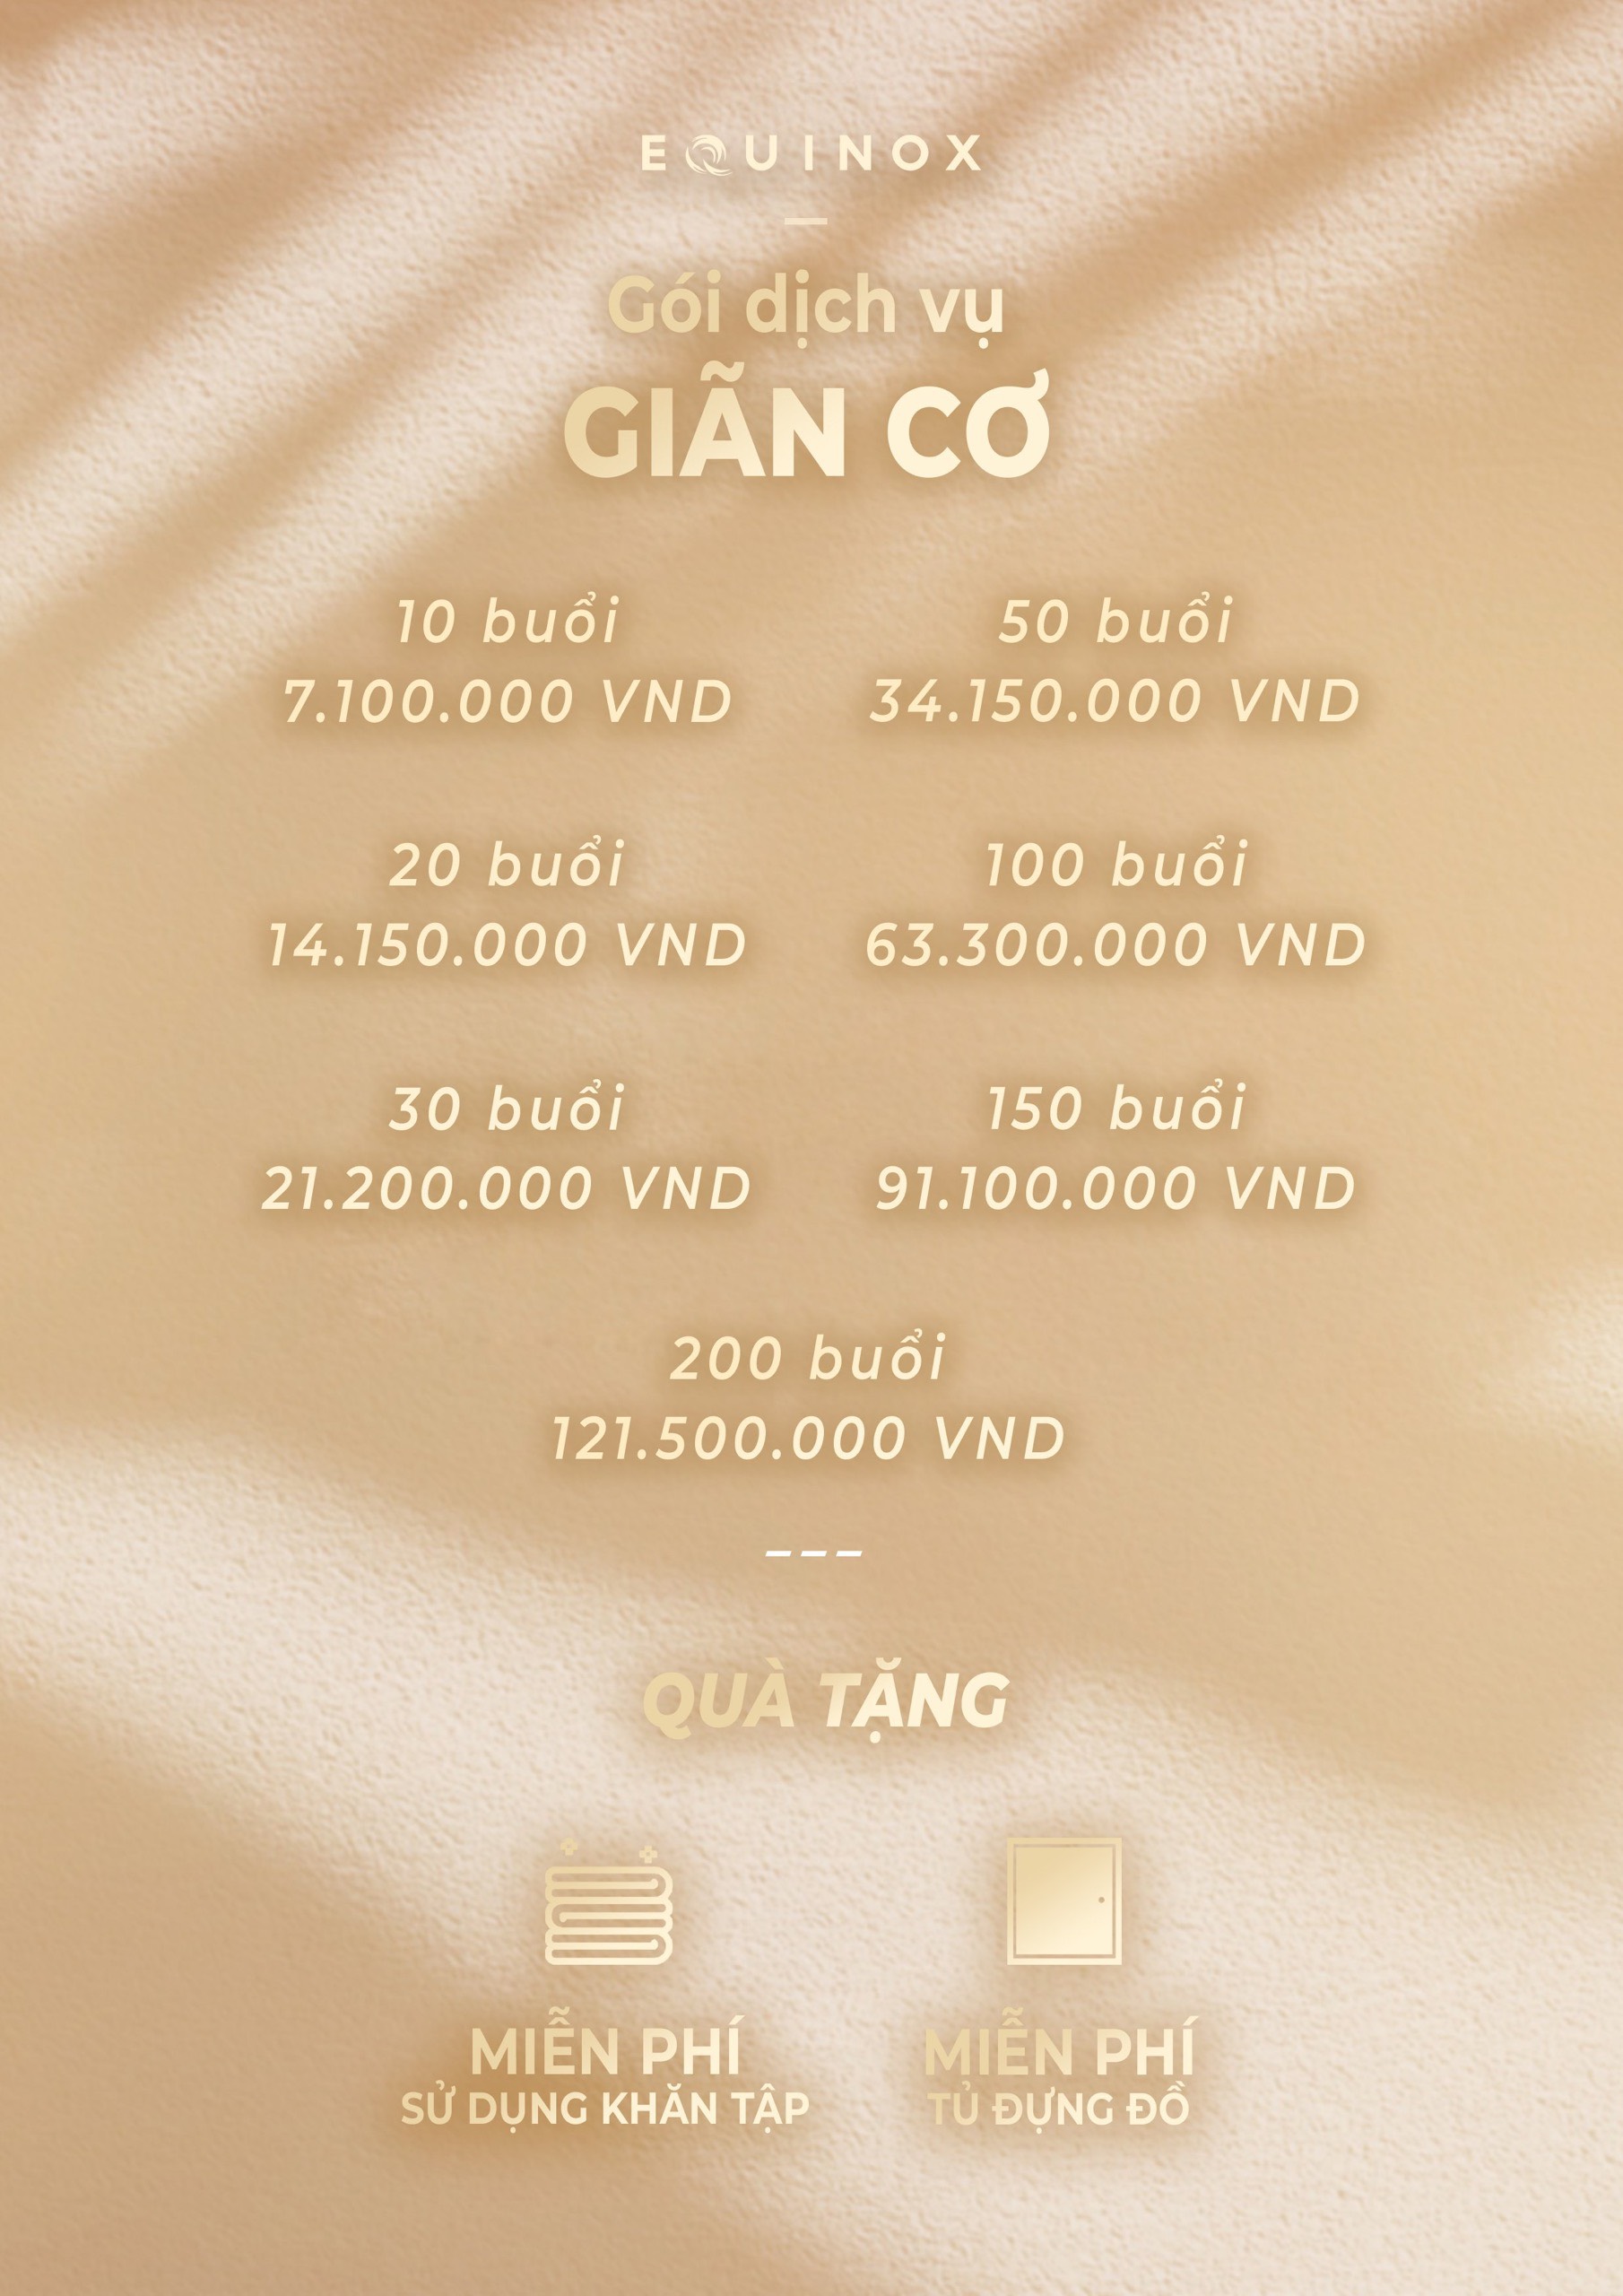 EQUINOX
Gói dịch vụ
GIÃN CƠ
10 buổi
7.100.000 VND
50 buổi
34.150.000 VND
20 buổi
14.150.000 VND
100 buổi
63.300.000 VND
30 buổi
21.200.000 VND
150 buổi
91.100.000 VND
200 buổi
121.500.000 VND
---
QUÀ TẶNG
MIỄN PHÍ
SỬ DỤNG KHĂN TẬP
MIỄN PHÍ
TỦ ĐỰNG ĐỒ